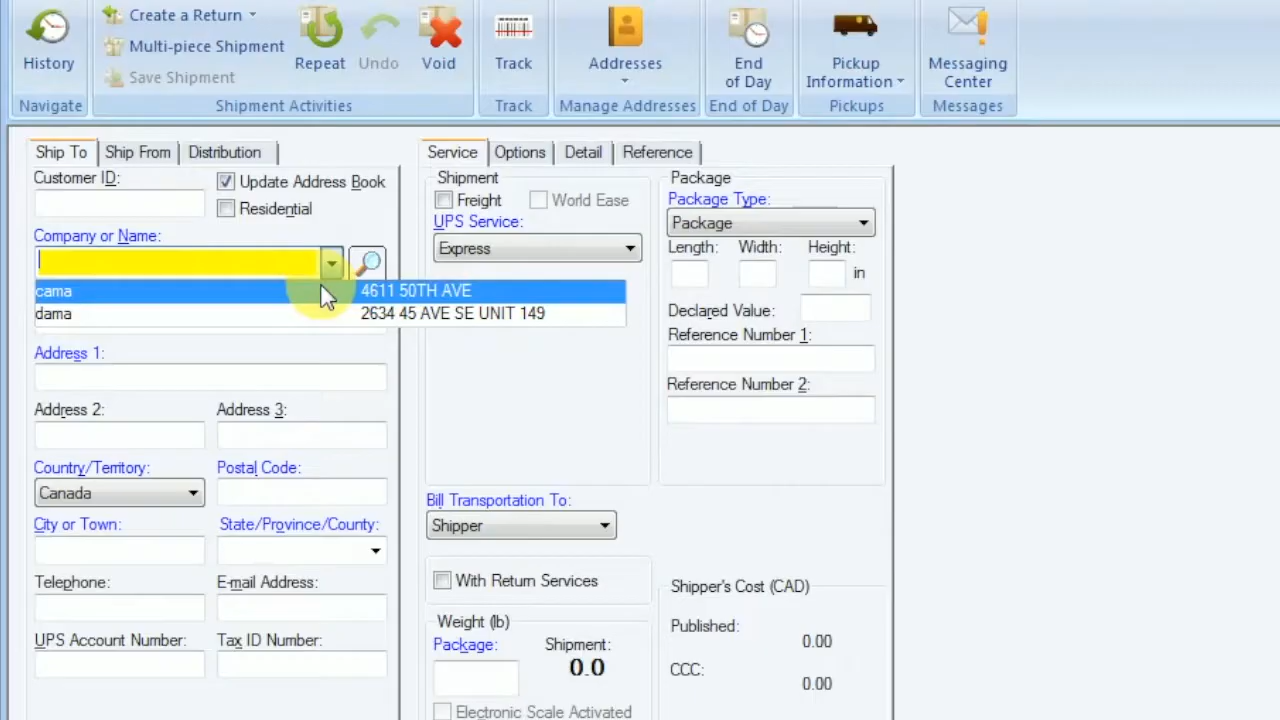 History
Navigate
Create a Return
Multi-piece Shipment
Save Shipment
Repeat
Undo
Void
Shipment Activities
Track
Track
Addresses
Manage Addresses
End
of Day
End of Day
Pickup
Information
Pickups
Messaging
Center
Messages
Ship To
Ship From
Distribution
Customer ID:
Update Address Book
Residential
Company or Name:
cama 4611 50TH AVE
dama 2634 45 AVE SE UNIT 149
Address 1:
Address 2:
Address 3:
Country/Territory:
Postal Code:
Canada
City or Town:
State/Province/County:
Telephone:
E-mail Address:
UPS Account Number:
Tax ID Number:
Service
Options
Detail
Reference
Shipment
Freight
World Ease
UPS Service:
Express
Package
Package Type:
Package
Length:
Width:
Height:
in
Declared Value:
Reference Number 1:
Reference Number 2:
Bill Transportation To:
Shipper
With Return Services
Weight (lb)
Package:
Shipment:
0.0
Electronic Scale Activated
Shipper's Cost (CAD)
Published:
0.00
CCC:
0.00